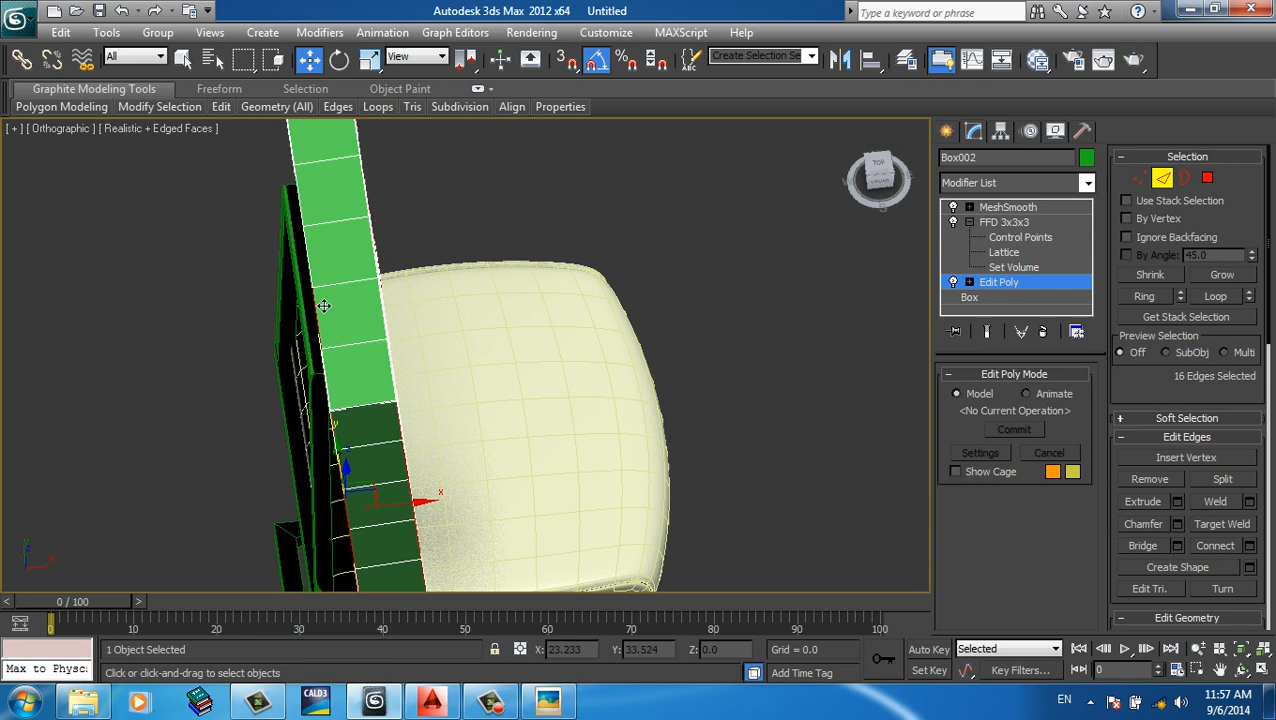 Autodesk 3ds Max 2012 x64 Untitled
Type a keyword or phrase
Edit Tools Group Views Create Modifiers Animation Graph Editors Rendering Customize MAXScript Help
All View Create Selection Se
Graphite Modeling Tools Freeform Selection Object Paint
Polygon Modeling Modify Selection Edit Geometry (All) Edges Loops Tris Subdivision Align Properties
[ + ] [ Orthographic ] [ Realistic + Edged Faces ]
TOP
x
y
Box002
Modifier List
MeshSmooth
FFD 3x3x3
Control Points
Lattice
Set Volume
Edit Poly
Box
Edit Poly Mode
Model Animate
<No Current Operation>
Commit
Settings Cancel
Show Cage
Selection
Use Stack Selection
By Vertex
Ignore Backfacing
By Angle: 45.0
Shrink Grow
Ring Loop
Get Stack Selection
Preview Selection
Off SubObj Multi
16 Edges Selected
Soft Selection
Edit Edges
Insert Vertex
Remove Split
Extrude Weld
Chamfer Target Weld
Bridge Connect
Create Shape
Edit Tri. Turn
Edit Geometry
0 / 100
0 10 20 30 40 50 60 70 80 90 100
1 Object Selected X: 23.233 Y: 33.524 Z: 0.0 Grid = 0.0 Auto Key Selected
Max to Physc Click or click-and-drag to select objects Add Time Tag Set Key Key Filters... 0
CALD3 EN 11:57 AM
9/6/2014